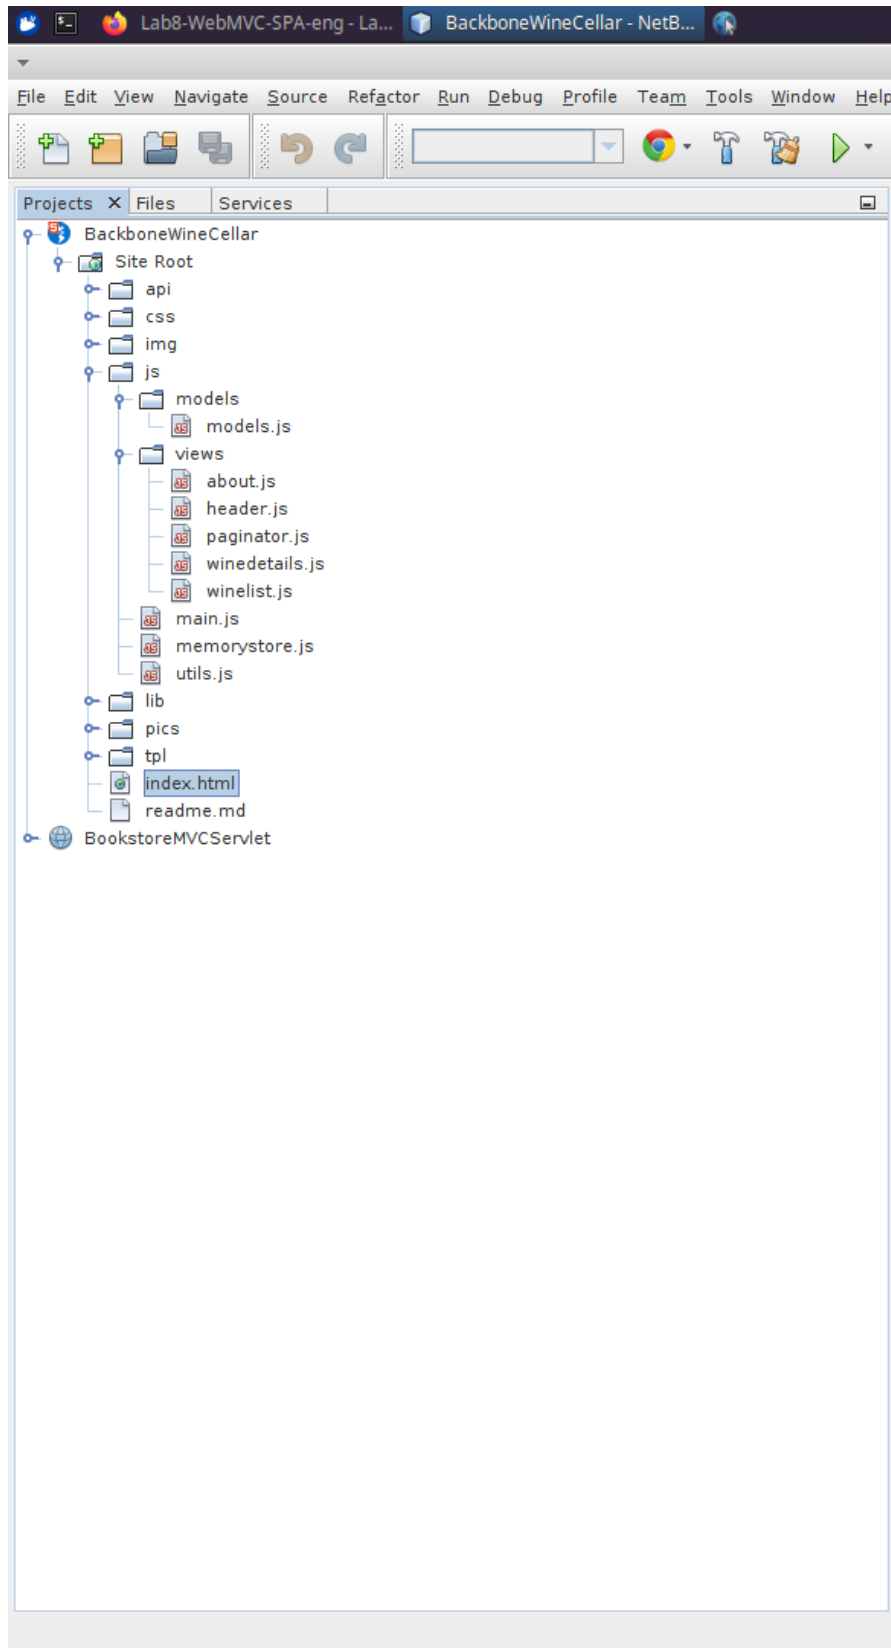 Lab8-WebMVC-SPA-eng - La... BackboneWineCellar - NetB...
File Edit View Navigate Source Refactor Run Debug Profile Team Tools Window Help
Projects X Files Services
BackboneWineCellar
Site Root
api
css
img
js
models
models.js
views
about.js
header.js
paginator.js
winedetails.js
winelist.js
main.js
memorystore.js
utils.js
lib
pics
tpl
index.html
readme.md
BookstoreMVCServlet